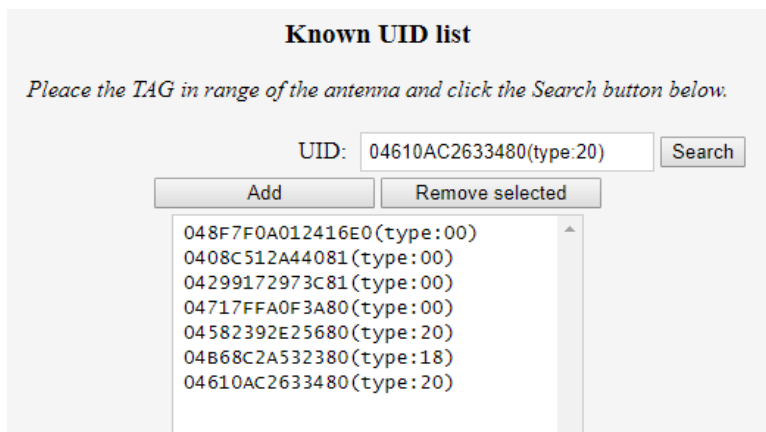 Known UID list
Pleace the TAG in range of the antenna and click the Search button below.
UID: 04610AC2633480(type:20) Search
Add Remove selected
048F7F0A012416E0(type:00)
0408C512A44081(type:00)
04299172973C81(type:00)
04717FFA0F3A80(type:00)
04582392E25680(type:20)
04B68C2A532380(type:18)
04610AC2633480(type:20)